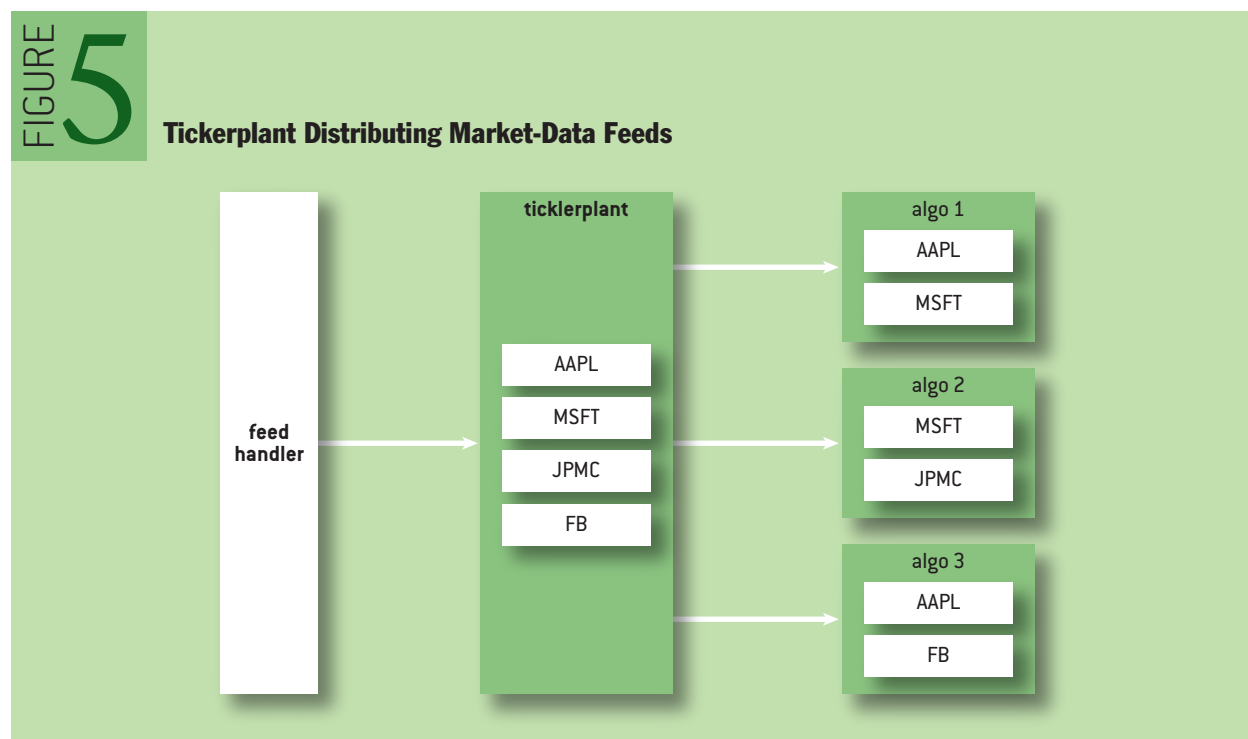 FIGURE
5
Tickerplant Distributing Market-Data Feeds
feed
handler
ticklerplant
AAPL
MSFT
JPMC
FB
algo 1
AAPL
MSFT
algo 2
MSFT
JPMC
algo 3
AAPL
FB